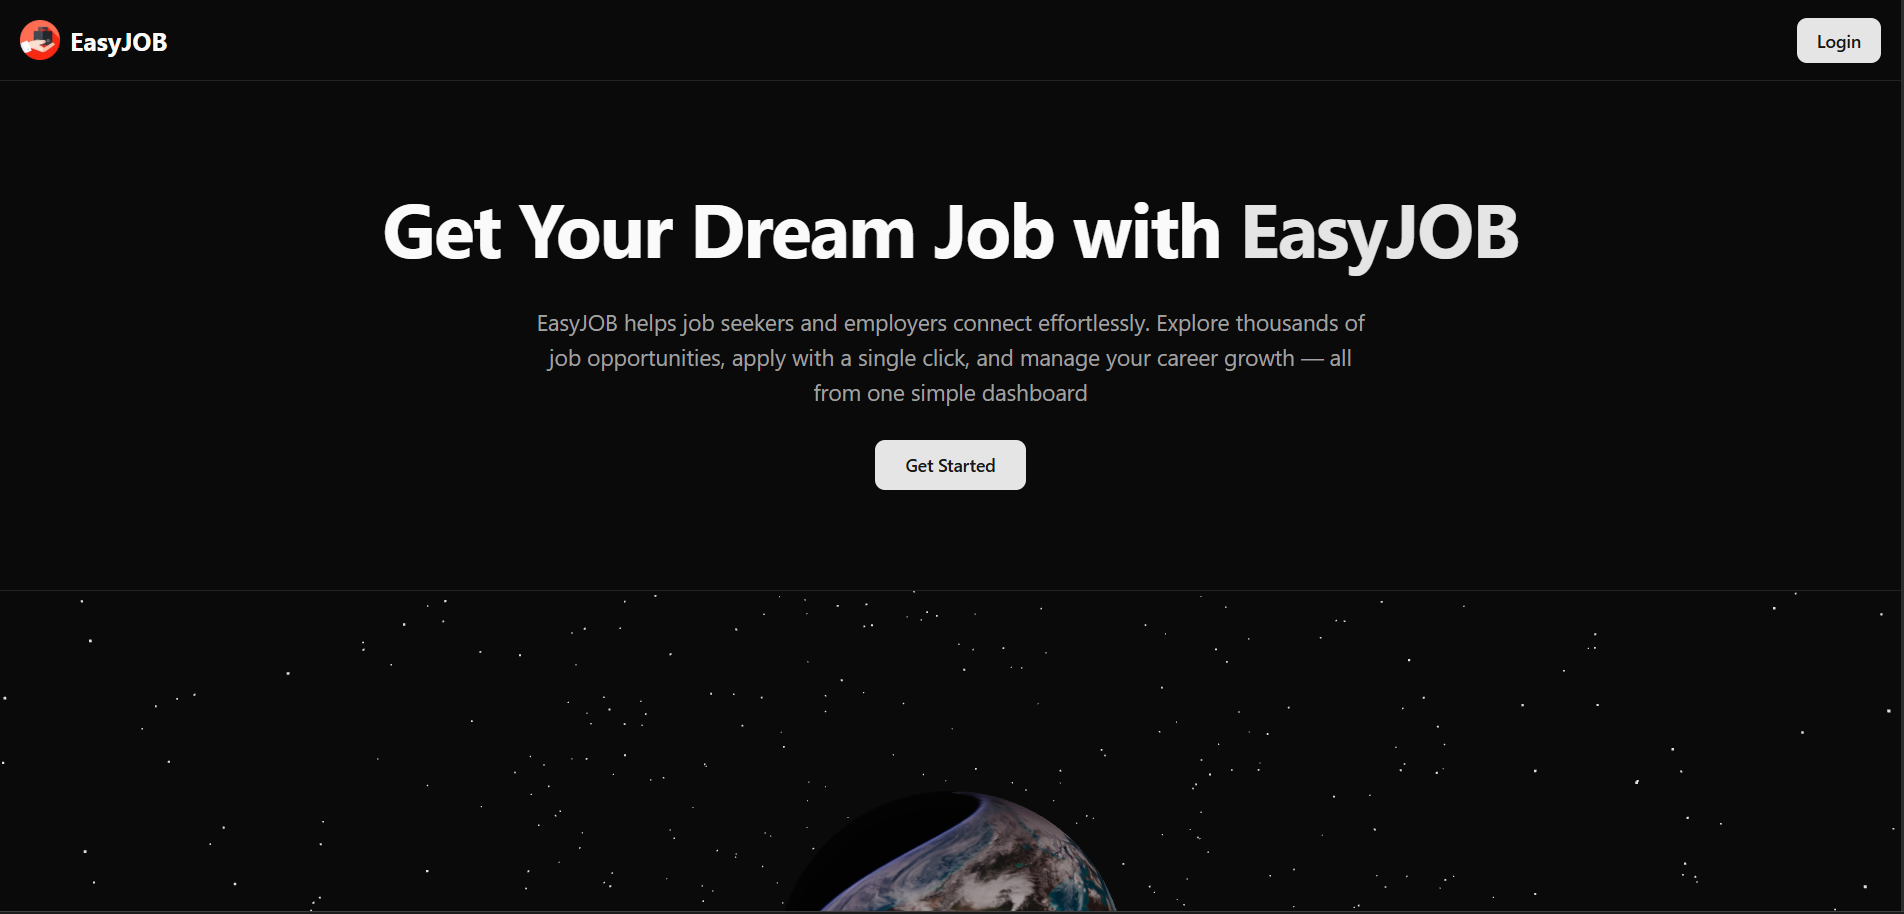 EasyJOB
Login
Get Your Dream Job with EasyJOB
EasyJOB helps job seekers and employers connect effortlessly. Explore thousands of
job opportunities, apply with a single click, and manage your career growth — all
from one simple dashboard
Get Started